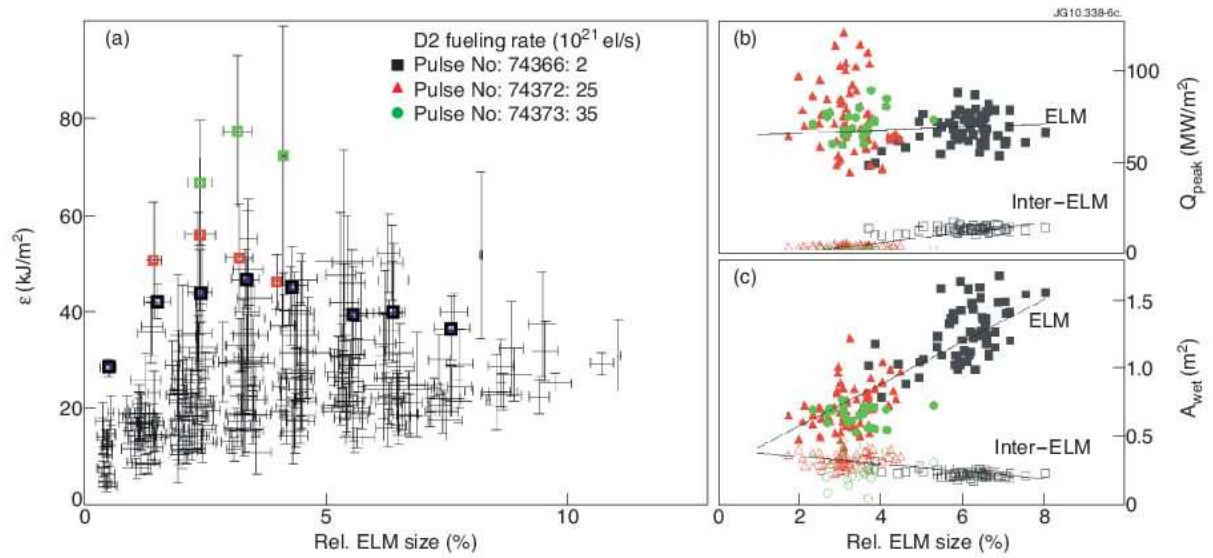 JG10.338-6c.
(a)
D2 fueling rate (10²¹ el/s)
Pulse No: 74366: 2
Pulse No: 74372: 25
Pulse No: 74373: 35
80
60
40
20
0
ε (kJ/m²)
0 5 10
Rel. ELM size (%)
(b)
ELM
Inter−ELM
100
50
0
Q_peak (MW/m²)
(c)
ELM
Inter−ELM
1.5
1.0
0.5
0
A_wet (m²)
2 4 6 8
Rel. ELM size (%)